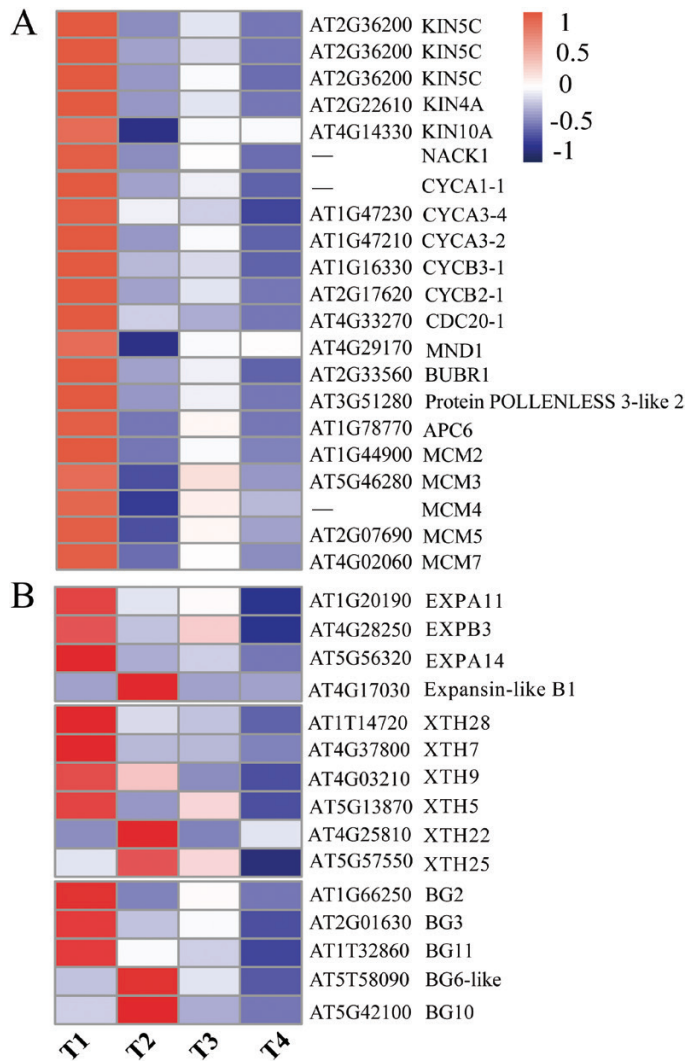 A
AT2G36200 KIN5C
AT2G36200 KIN5C
AT2G36200 KIN5C
AT2G22610 KIN4A
AT4G14330 KIN10A
— NACK1
— CYCA1-1
AT1G47230 CYCA3-4
AT1G47210 CYCA3-2
AT1G16330 CYCB3-1
AT2G17620 CYCB2-1
AT4G33270 CDC20-1
AT4G29170 MND1
AT2G33560 BUBR1
AT3G51280 Protein POLLENLESS 3-like 2
AT1G78770 APC6
AT1G44900 MCM2
AT5G46280 MCM3
— MCM4
AT2G07690 MCM5
AT4G02060 MCM7
1
0.5
0
-0.5
-1
B
AT1G20190 EXPA11
AT4G28250 EXPB3
AT5G56320 EXPA14
AT4G17030 Expansin-like B1
AT1T14720 XTH28
AT4G37800 XTH7
AT4G03210 XTH9
AT5G13870 XTH5
AT4G25810 XTH22
AT5G57550 XTH25
AT1G66250 BG2
AT2G01630 BG3
AT1T32860 BG11
AT5T58090 BG6-like
AT5G42100 BG10
T1 T2 T3 T4